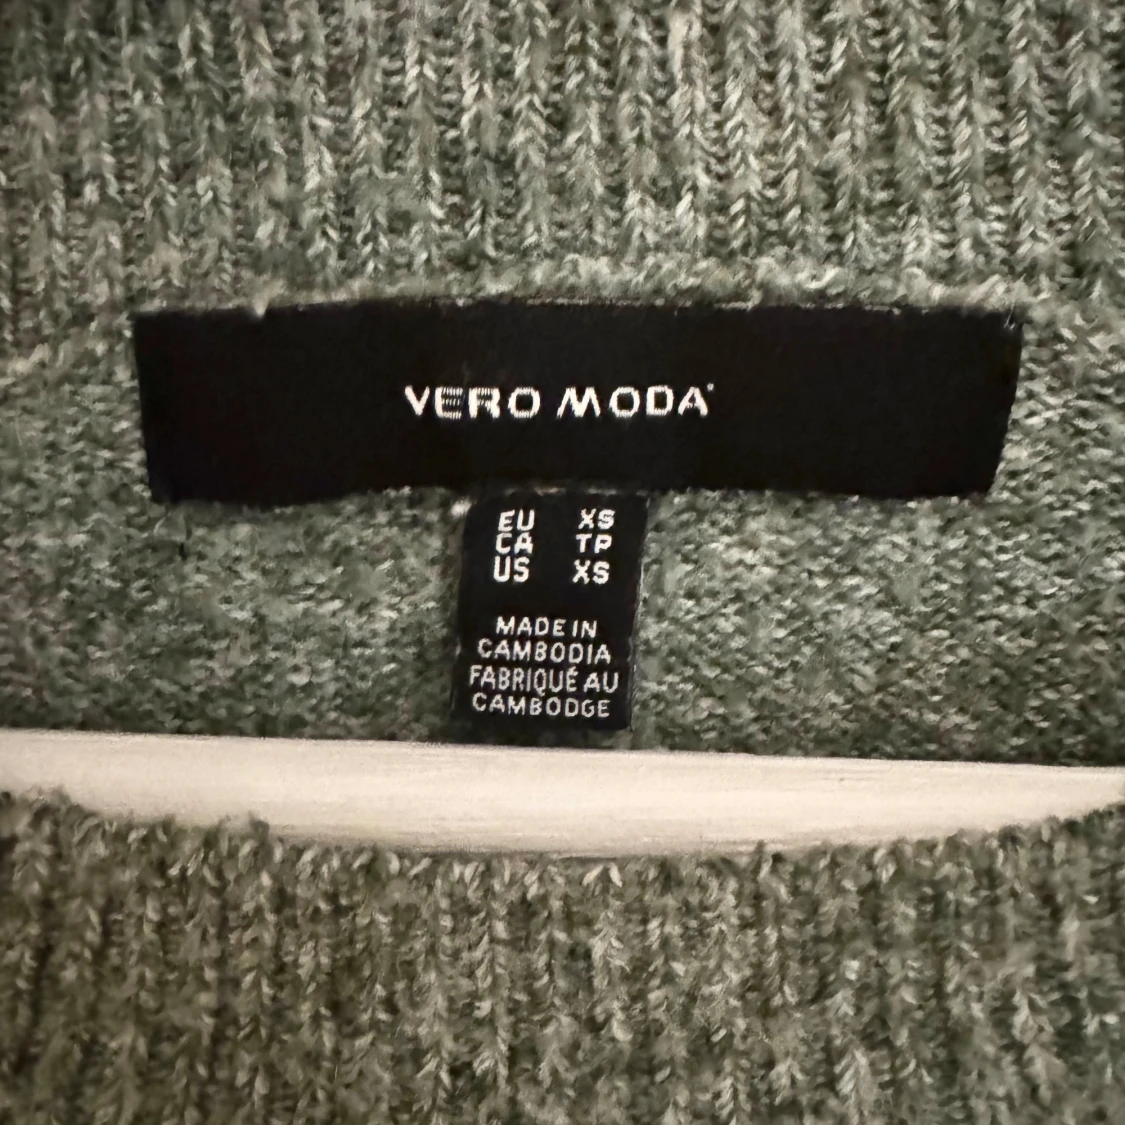 VERO MODA®
EU XS
CA TP
US XS
MADE IN
CAMBODIA
FABRIQUÉ AU
CAMBODGE